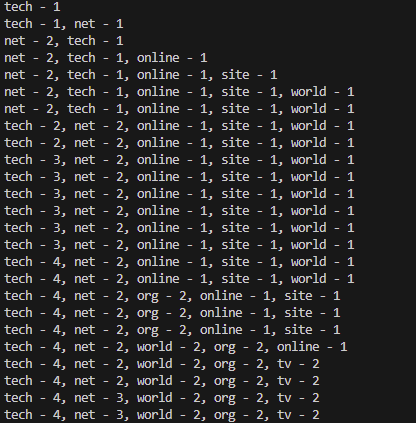 tech - 1
tech - 1, net - 1
net - 2, tech - 1
net - 2, tech - 1, online - 1
net - 2, tech - 1, online - 1, site - 1
net - 2, tech - 1, online - 1, site - 1, world - 1
net - 2, tech - 1, online - 1, site - 1, world - 1
tech - 2, net - 2, online - 1, site - 1, world - 1
tech - 2, net - 2, online - 1, site - 1, world - 1
tech - 3, net - 2, online - 1, site - 1, world - 1
tech - 3, net - 2, online - 1, site - 1, world - 1
tech - 3, net - 2, online - 1, site - 1, world - 1
tech - 3, net - 2, online - 1, site - 1, world - 1
tech - 3, net - 2, online - 1, site - 1, world - 1
tech - 3, net - 2, online - 1, site - 1, world - 1
tech - 4, net - 2, online - 1, site - 1, world - 1
tech - 4, net - 2, online - 1, site - 1, world - 1
tech - 4, net - 2, org - 2, online - 1, site - 1
tech - 4, net - 2, org - 2, online - 1, site - 1
tech - 4, net - 2, org - 2, online - 1, site - 1
tech - 4, net - 2, world - 2, org - 2, online - 1
tech - 4, net - 2, world - 2, org - 2, tv - 2
tech - 4, net - 2, world - 2, org - 2, tv - 2
tech - 4, net - 3, world - 2, org - 2, tv - 2
tech - 4, net - 3, world - 2, org - 2, tv - 2